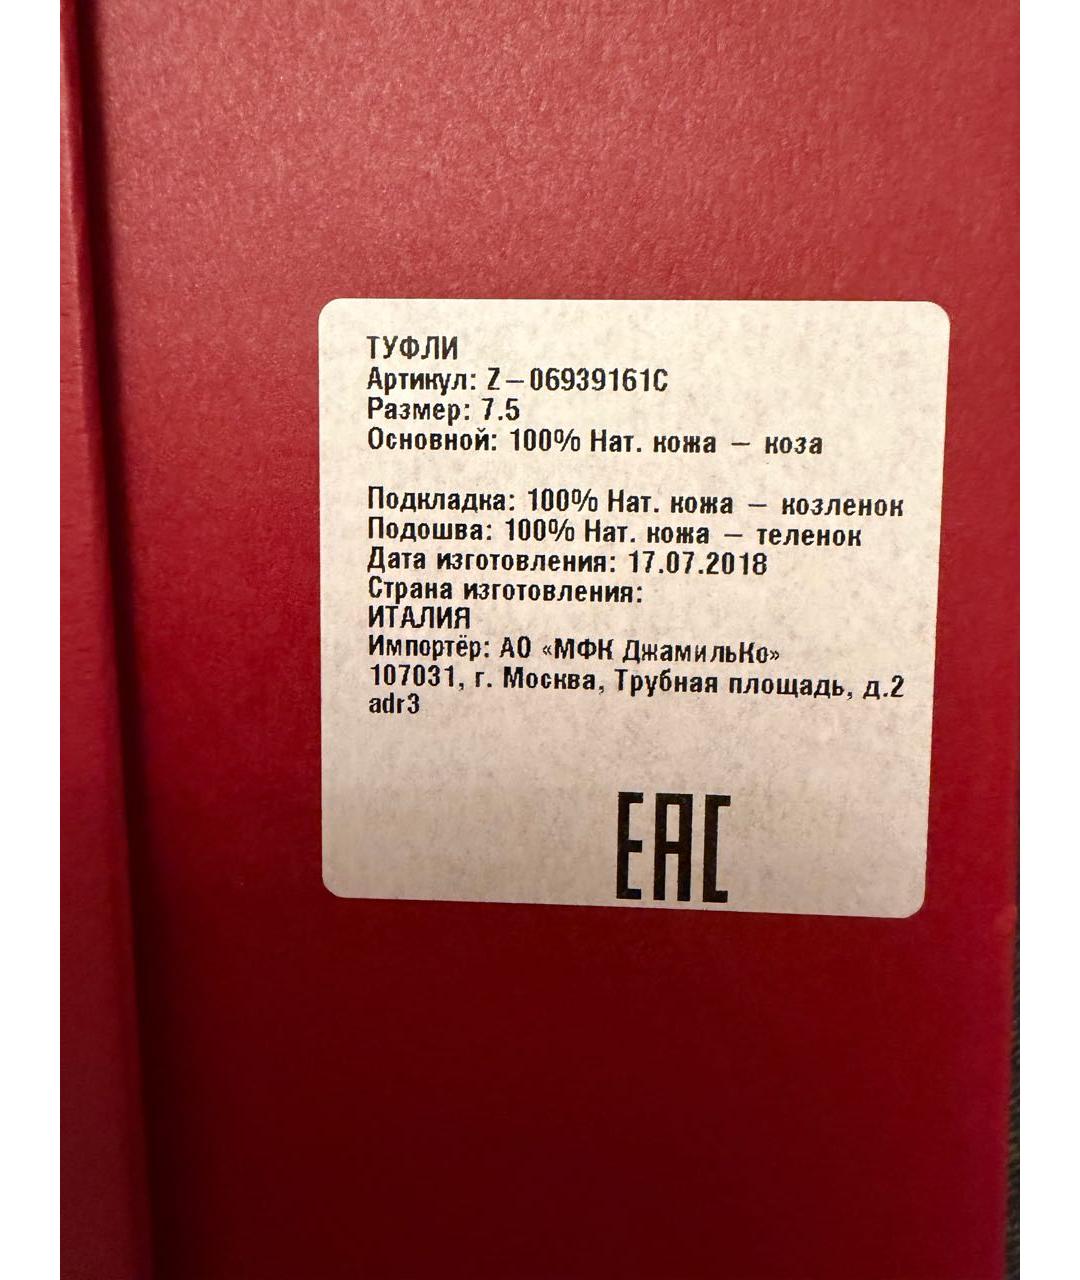 ТУФЛИ
Артикул: Z-06939161C
Размер: 7.5
Основной: 100% Нат. кожа – коза
Подкладка: 100% Нат. кожа – козленок
Подошва: 100% Нат. кожа – теленок
Дата изготовления: 17.07.2018
Страна изготовления:
ИТАЛИЯ
Импортёр: АО «МФК ДжамильКо»
107031, г. Москва, Трубная площадь, д.2
adr3
EAC